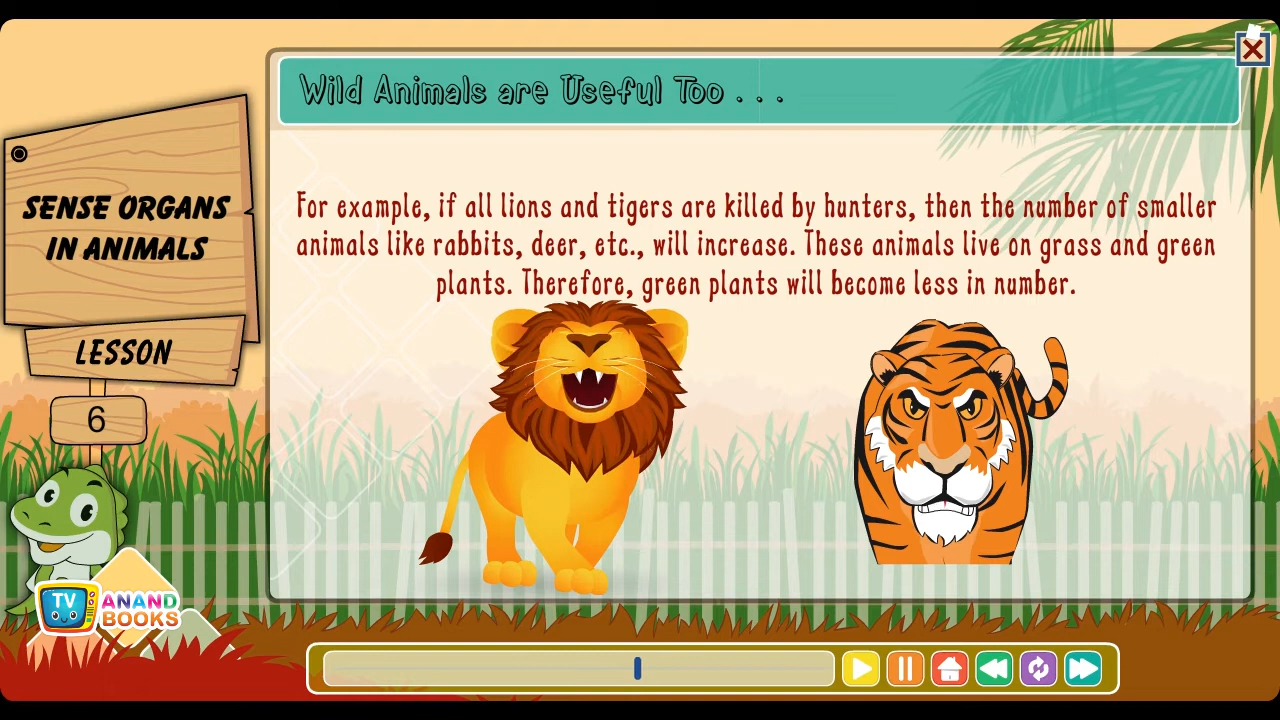 Wild Animals are Useful Too . . .
SENSE ORGANS
IN ANIMALS
LESSON
6
For example, if all lions and tigers are killed by hunters, then the number of smaller
animals like rabbits, deer, etc., will increase. These animals live on grass and green
plants. Therefore, green plants will become less in number.
TV
ANAND
BOOKS